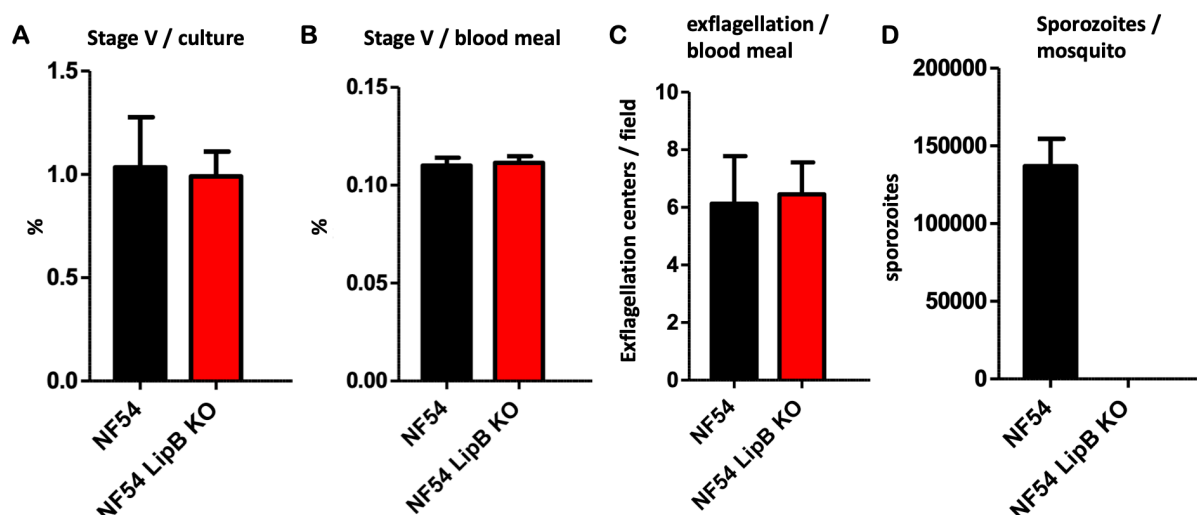 A
Stage V / culture
%
1.5
1.0
0.5
0.0
NF54
NF54 LipB KO
B
Stage V / blood meal
%
0.15
0.10
0.05
0.00
NF54
NF54 LipB KO
C
exflagellation /
blood meal
Exflagellation centers / field
10
8
6
4
2
0
NF54
NF54 LipB KO
D
Sporozoites /
mosquito
sporozoites
200000
150000
100000
50000
0
NF54
NF54 LipB KO